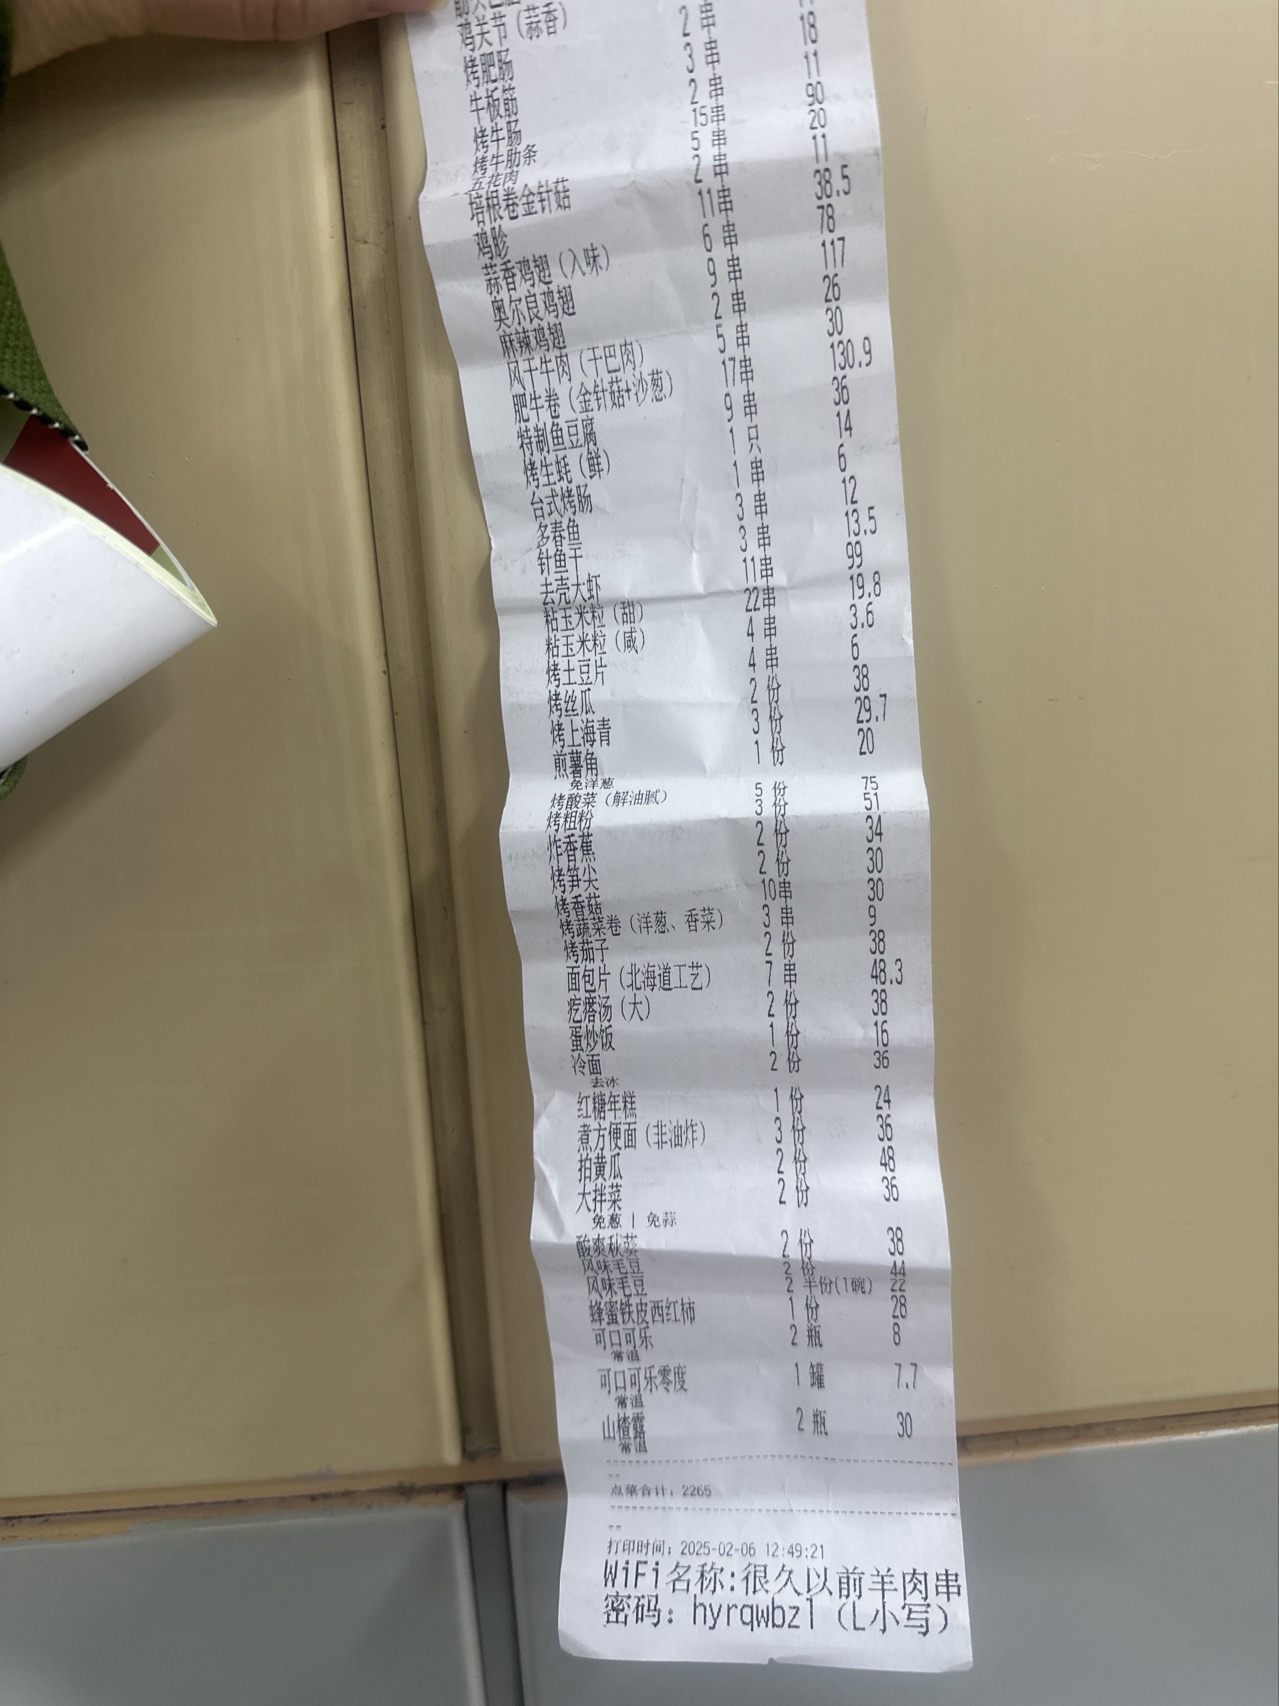 鸡关节（蒜香）
烤肥肠 2 串
牛板筋 3 串 18
烤牛肠 2 串 11
烤牛肋条 15串 90
五花肉 5 串 20
培根卷金针菇 2 串 11
鸡胗 11串 38.5
蒜香鸡翅（入味） 6 串 78
奥尔良鸡翅 9 串 117
麻辣鸡翅 2 串 26
风干牛肉（干巴肉） 5 串 30
肥牛卷（金针菇+沙葱） 17串 130.9
特制鱼豆腐 9 串 36
烤生蚝（鲜） 1 只 14
台式烤肠 1 串 6
多春鱼 3 串 12
针鱼干 3 串 13.5
去壳大虾 11串 99
粘玉米粒（甜） 22串 19.8
粘玉米粒（咸） 4 串 3.6
烤土豆片 4 串 6
烤丝瓜 2 份 38
烤上海青 3 份 29.7
煎薯角 1 份 20
免洋葱
烤酸菜（解油腻） 5 份 75
烤粗粉 3 份 51
炸香蕉 2 份 34
烤笋尖 2 份 30
烤香菇 10串 30
烤蔬菜卷（洋葱、香菜） 3 串 9
烤茄子 2 份 38
面包片（北海道工艺） 7 串 48.3
疙瘩汤（大） 2 份 38
蛋炒饭 1 份 16
冷面 2 份 36
去冰
红糖年糕 1 份 24
煮方便面（非油炸） 3 份 36
拍黄瓜 2 份 48
大拌菜 2 份 36
免葱 | 免蒜
酸爽秋葵 2 份 38
风味毛豆 2 份 44
风味毛豆 2 半份(1碗) 22
蜂蜜铁皮西红柿 1 份 28
可口可乐 2 瓶 8
常温
可口可乐零度 1 罐 7.7
常温
山楂露 2 瓶 30
常温
--
点菜合计：2265
--
打印时间：2025-02-06 12:49:21
WiFi名称:很久以前羊肉串
密码：hyrqwbzl（L小写）